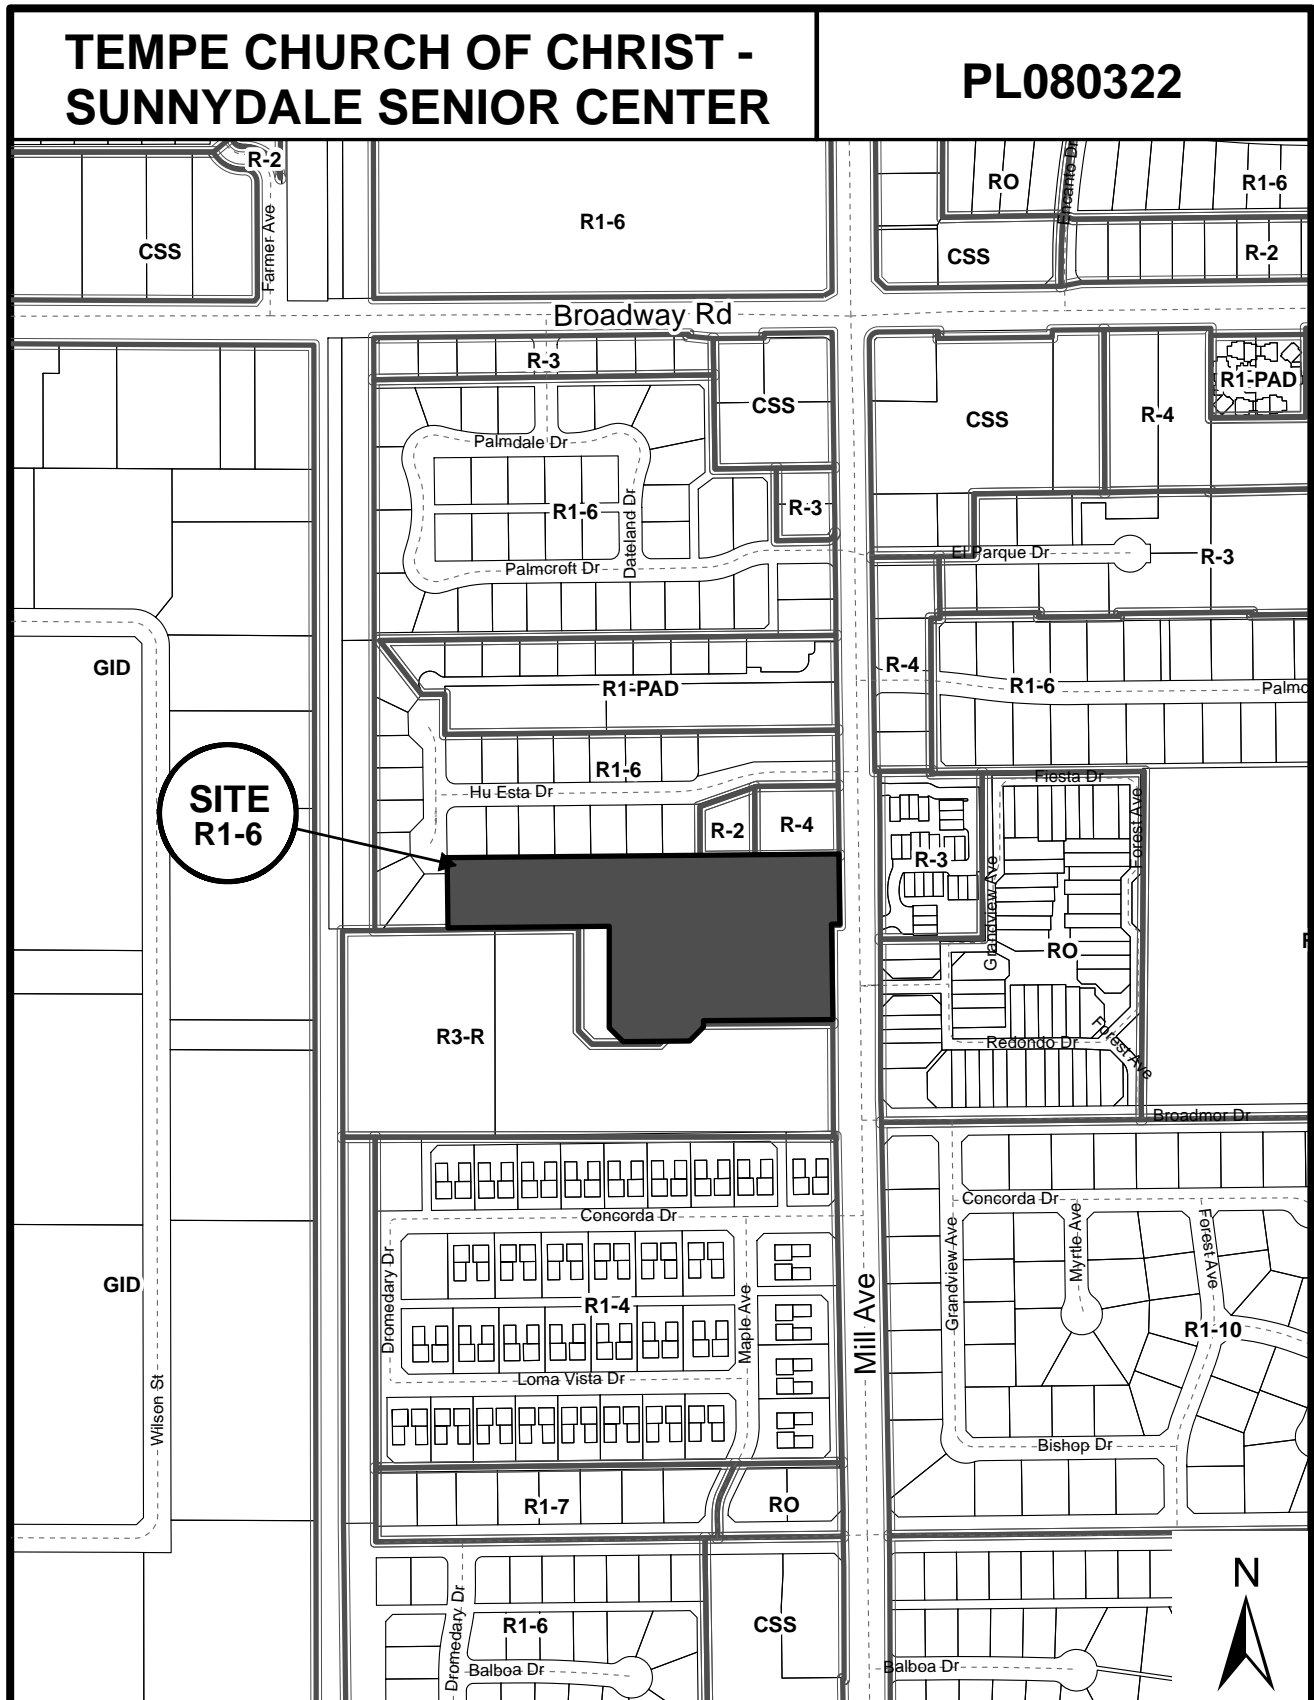 TEMPE CHURCH OF CHRIST -
SUNNYDALE SENIOR CENTER
PL080322
R-2
RO
R1-6
Encanto Dr
R1-6
CSS
Farmer Ave
CSS
R-2
Broadway Rd
R-3
R1-PAD
CSS
CSS
R-4
Palmdale Dr
R1-6
Dateland Dr
R-3
Palmcroft Dr
El Parque Dr
R-3
GID
R-4
R1-6
R1-PAD
Palmc
R1-6
Fiesta Dr
Hu Esta Dr
SITE
R1-6
R-2
R-4
Forest Ave
R-3
Grandview Ave
RO
R3-R
Redondo Dr
Forest Ave
Broadmor Dr
Concorda Dr
Concorda Dr
Dromedary Dr
Grandview Ave
Myrtle Ave
Forest Ave
GID
R1-4
Maple Ave
Mill Ave
R1-10
Loma Vista Dr
Wilson St
Bishop Dr
R1-7
RO
N
Dromedary Dr
R1-6
CSS
Balboa Dr
Balboa Dr